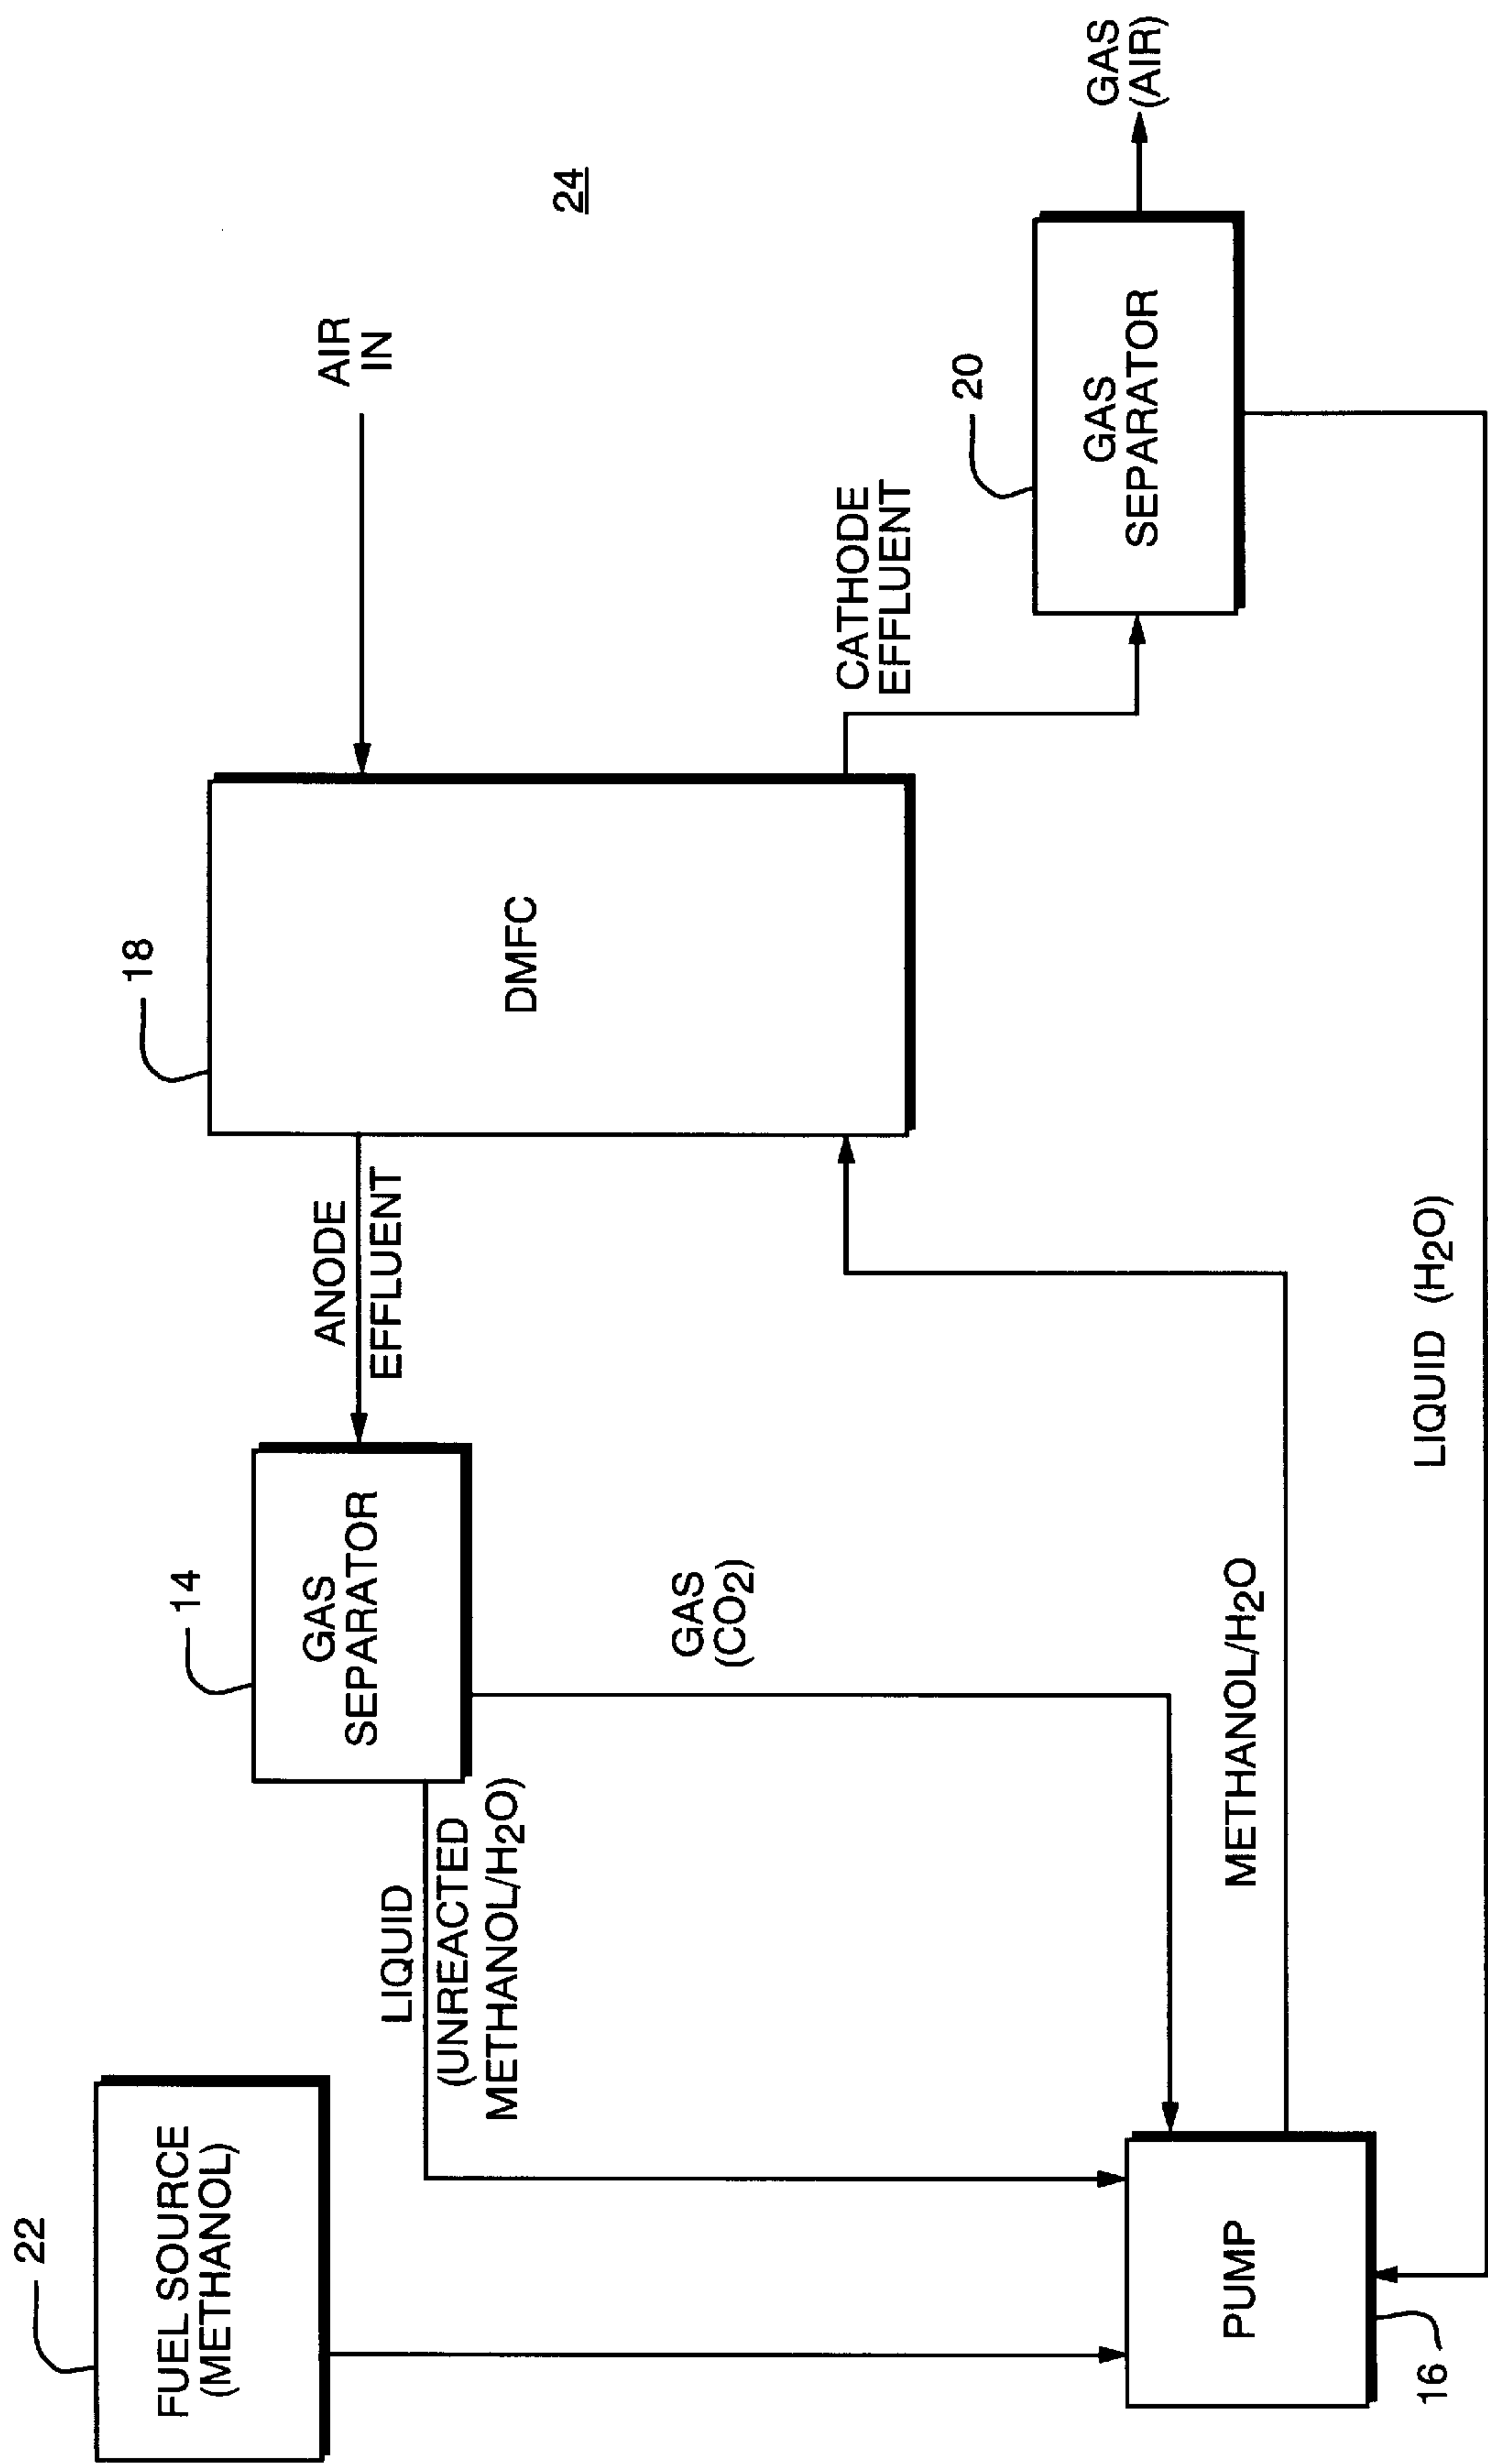 22
FUEL SOURCE
(METHANOL)
14
GAS
SEPARATOR
LIQUID
(UNREACTED
METHANOL/H2O)
GAS
(CO2)
ANODE
EFFLUENT
18
DMFC
AIR
IN
24
CATHODE
EFFLUENT
20
GAS
SEPARATOR
GAS
(AIR)
PUMP
16
METHANOL/H2O
LIQUID (H2O)